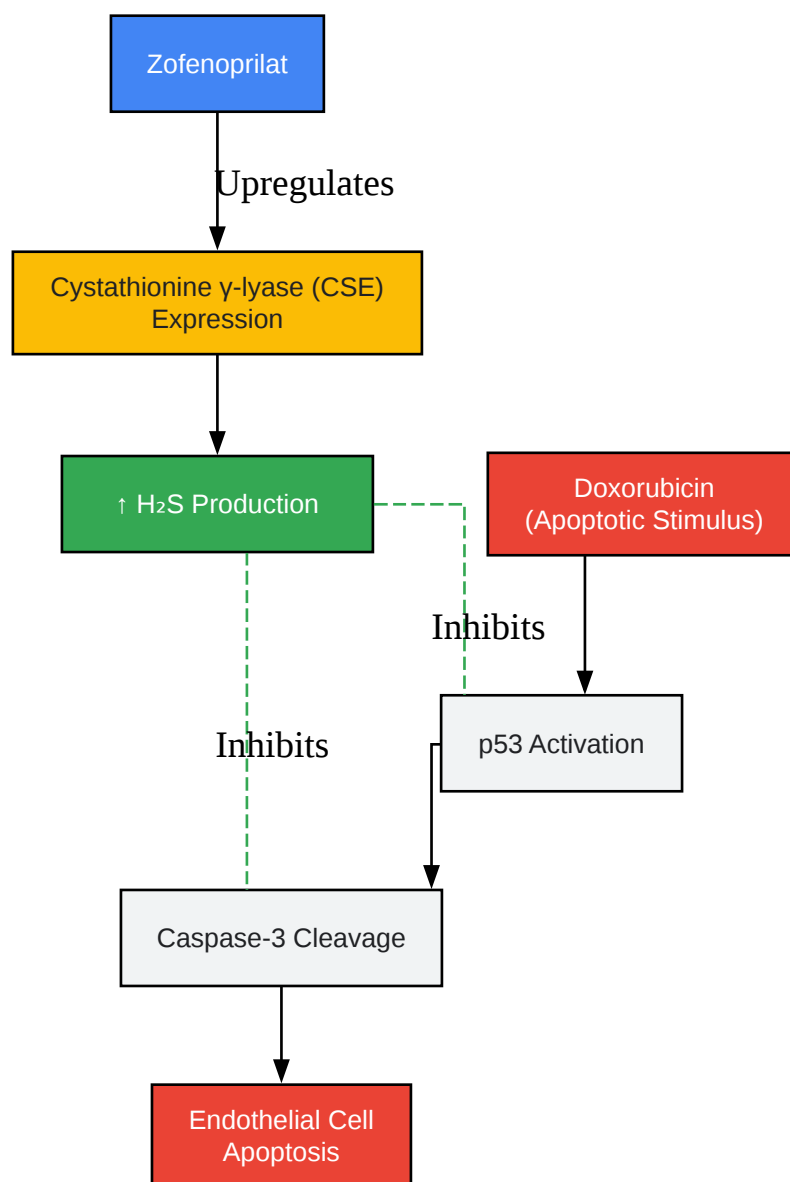 Zofenoprilat
Upregulates
Cystathionine γ-lyase (CSE)
Expression
↑ H₂S Production
Doxorubicin
(Apoptotic Stimulus)
Inhibits
p53 Activation
Inhibits
Caspase-3 Cleavage
Endothelial Cell
Apoptosis